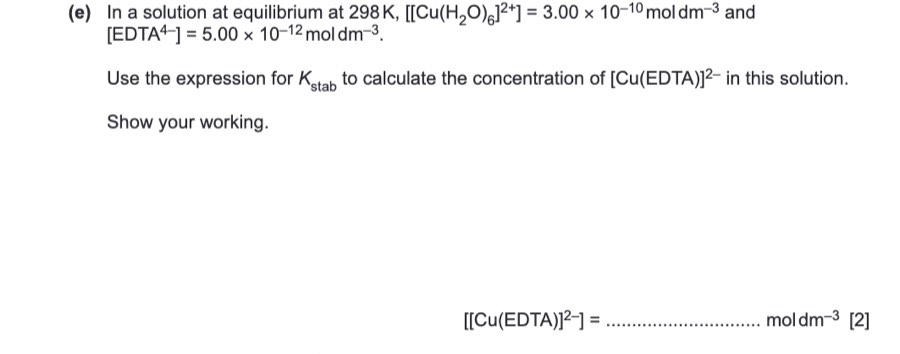 (e) In a solution at equilibrium at 298 K, [[Cu(H₂O)₆]²⁺] = 3.00 × 10⁻¹⁰ mol dm⁻³ and
[EDTA⁴⁻] = 5.00 × 10⁻¹² mol dm⁻³.
Use the expression for Kstab to calculate the concentration of [Cu(EDTA)]²⁻ in this solution.
Show your working.
[[Cu(EDTA)]²⁻] = .............................. mol dm⁻³ [2]